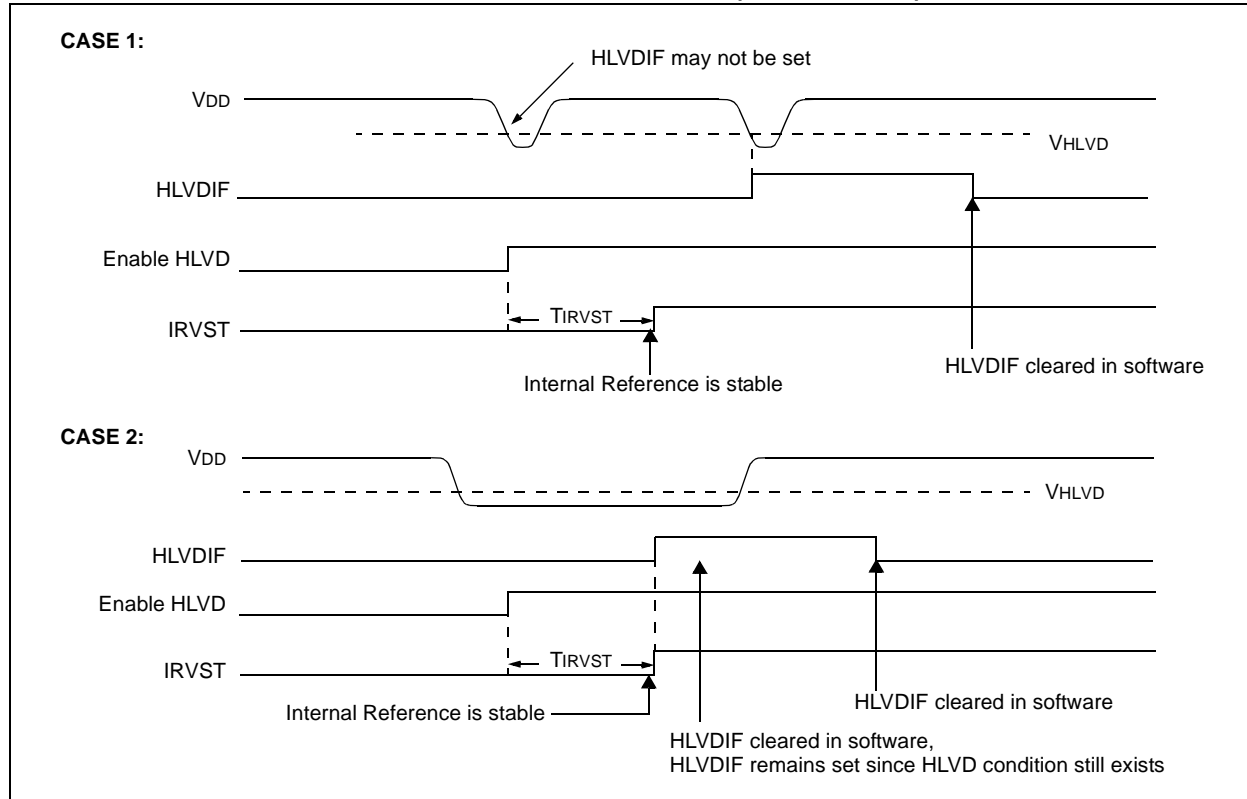 CASE 1:
HLVDIF may not be set
VDD
VHLVD
HLVDIF
Enable HLVD
TIRVST
IRVST
HLVDIF cleared in software
Internal Reference is stable
CASE 2:
VDD
VHLVD
HLVDIF
Enable HLVD
TIRVST
IRVST
HLVDIF cleared in software
Internal Reference is stable
HLVDIF cleared in software,
HLVDIF remains set since HLVD condition still exists